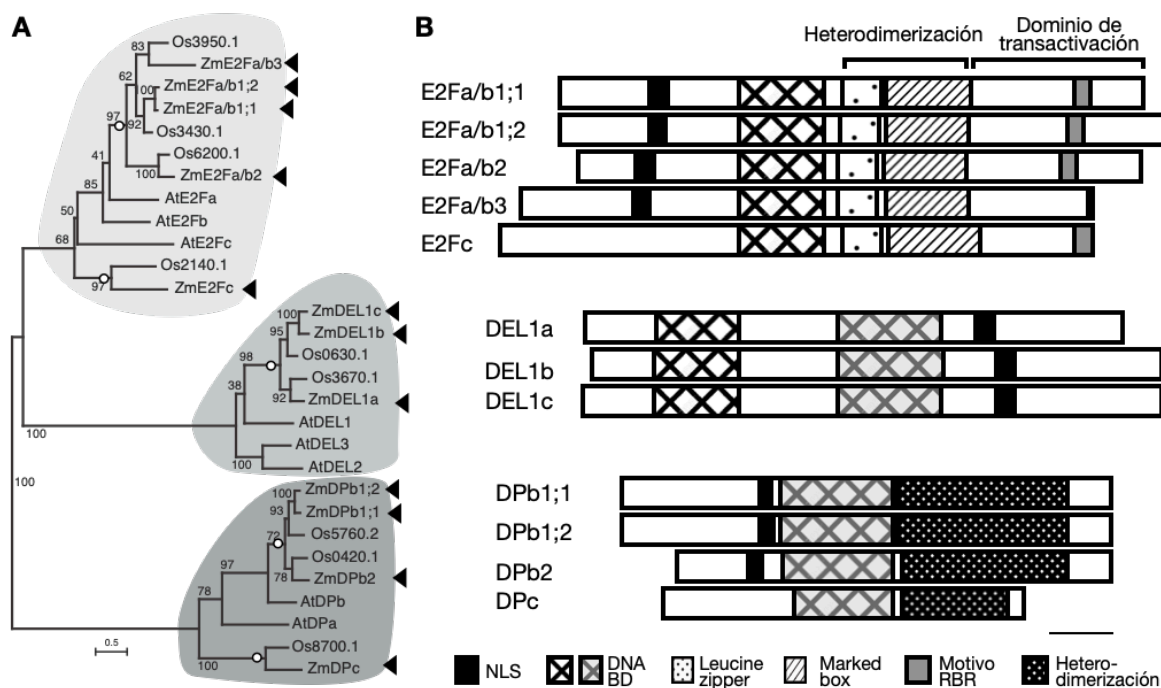 A
Os3950.1
83
ZmE2Fa/b3
62
ZmE2Fa/b1;2
100
ZmE2Fa/b1;1
97
92
Os3430.1
Os6200.1
41
100
ZmE2Fa/b2
85
AtE2Fa
50
AtE2Fb
68
AtE2Fc
Os2140.1
97
ZmE2Fc
ZmDEL1c
100
ZmDEL1b
95
Os0630.1
98
Os3670.1
38
92
ZmDEL1a
AtDEL1
100
AtDEL3
100
AtDEL2
100
ZmDPb1;2
100
ZmDPb1;1
93
Os5760.2
72
Os0420.1
97
78
ZmDPb2
78
AtDPb
AtDPa
0.5
Os8700.1
100
ZmDPc
B
Heterodimerización
Dominio de
transactivación
E2Fa/b1;1
E2Fa/b1;2
E2Fa/b2
E2Fa/b3
E2Fc
DEL1a
DEL1b
DEL1c
DPb1;1
DPb1;2
DPb2
DPc
NLS
DNA
BD
Leucine
zipper
Marked
box
Motivo
RBR
Hetero-
dimerización